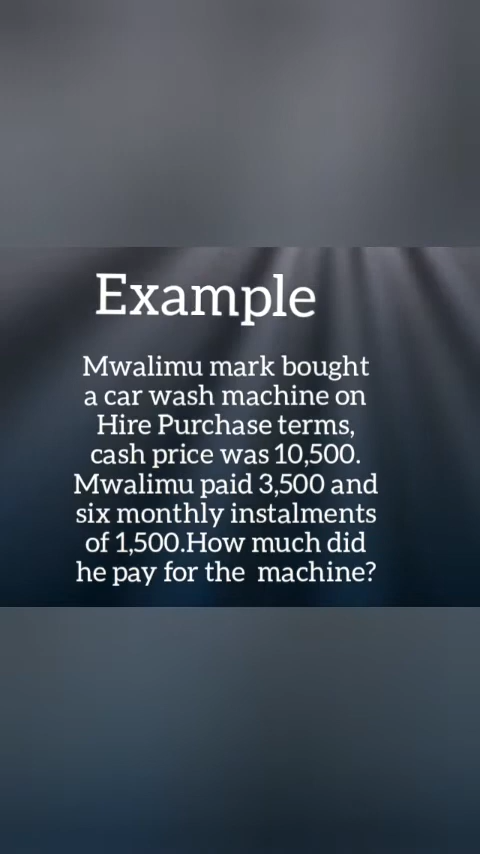 Example
Mwalimu mark bought
a car wash machine on
Hire Purchase terms,
cash price was 10,500.
Mwalimu paid 3,500 and
six monthly instalments
of 1,500.How much did
he pay for the machine?